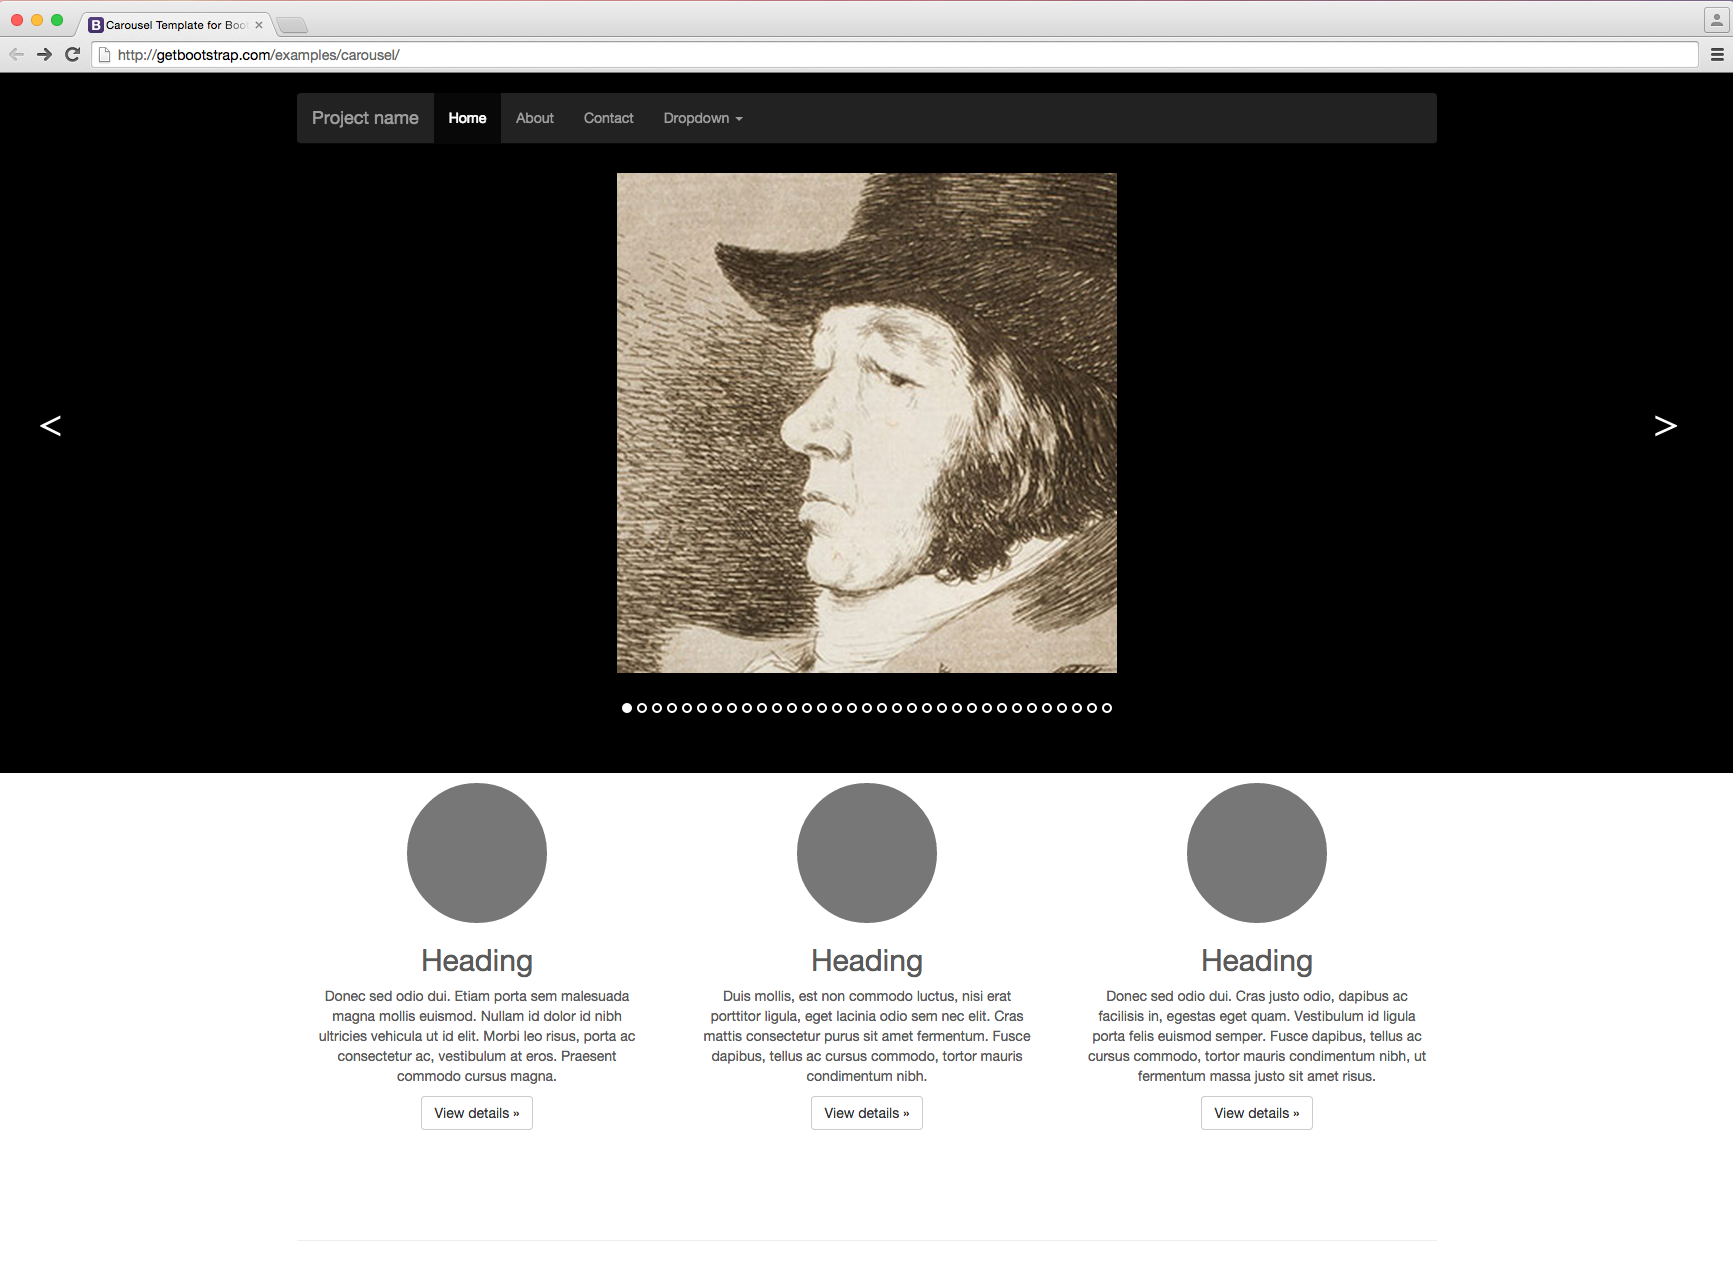 Carousel Template for Boo
http://getbootstrap.com/examples/carousel/
Project name Home About Contact Dropdown
<
>
Heading
Donec sed odio dui. Etiam porta sem malesuada
magna mollis euismod. Nullam id dolor id nibh
ultricies vehicula ut id elit. Morbi leo risus, porta ac
consectetur ac, vestibulum at eros. Praesent
commodo cursus magna.
View details »
Heading
Duis mollis, est non commodo luctus, nisi erat
porttitor ligula, eget lacinia odio sem nec elit. Cras
mattis consectetur purus sit amet fermentum. Fusce
dapibus, tellus ac cursus commodo, tortor mauris
condimentum nibh.
View details »
Heading
Donec sed odio dui. Cras justo odio, dapibus ac
facilisis in, egestas eget quam. Vestibulum id ligula
porta felis euismod semper. Fusce dapibus, tellus ac
cursus commodo, tortor mauris condimentum nibh, ut
fermentum massa justo sit amet risus.
View details »